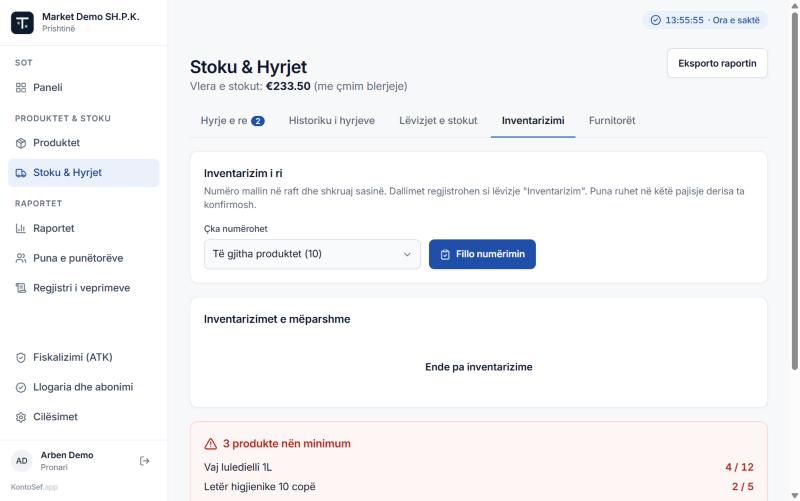 Market Demo SH.P.K.
Prishtinë
SOT
Paneli
PRODUKTET & STOKU
Produktet
Stoku & Hyrjet
RAPORTET
Raportet
Puna e punëtorëve
Regjistri i veprimeve
Fiskalizimi (ATK)
Llogaria dhe abonimi
Cilësimet
AD
Arben Demo
Pronari
KontoSef.app
13:55:55 · Ora e saktë
Stoku & Hyrjet
Vlera e stokut: €233.50 (me çmim blerjeje)
Eksporto raportin
Hyrje e re 2
Historiku i hyrjeve
Lëvizjet e stokut
Inventarizimi
Furnitorët
Inventarizim i ri
Numëro mallin në raft dhe shkruaj sasinë. Dallimet regjistrohen si lëvizje "Inventarizim". Puna ruhet në këtë pajisje derisa ta
konfirmosh.
Çka numërohet
Të gjitha produktet (10)
Fillo numërimin
Inventarizimet e mëparshme
Ende pa inventarizime
3 produkte nën minimum
Vaj luledielli 1L
4 / 12
Letër higjienike 10 copë
2 / 5